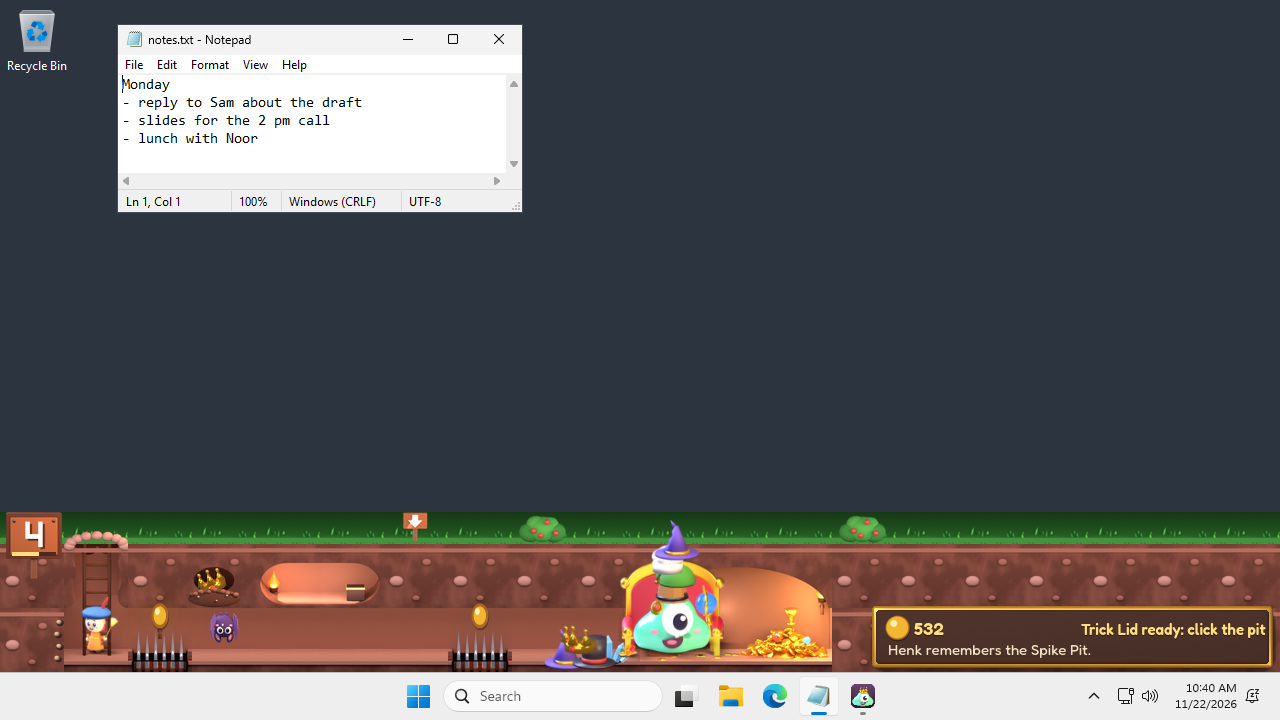 Recycle Bin
notes.txt - Notepad
File Edit Format View Help
Monday
- reply to Sam about the draft
- slides for the 2 pm call
- lunch with Noor
Ln 1, Col 1 100% Windows (CRLF) UTF-8
4
532 Trick Lid ready: click the pit
Henk remembers the Spike Pit.
Search
10:40 AM
11/22/2026